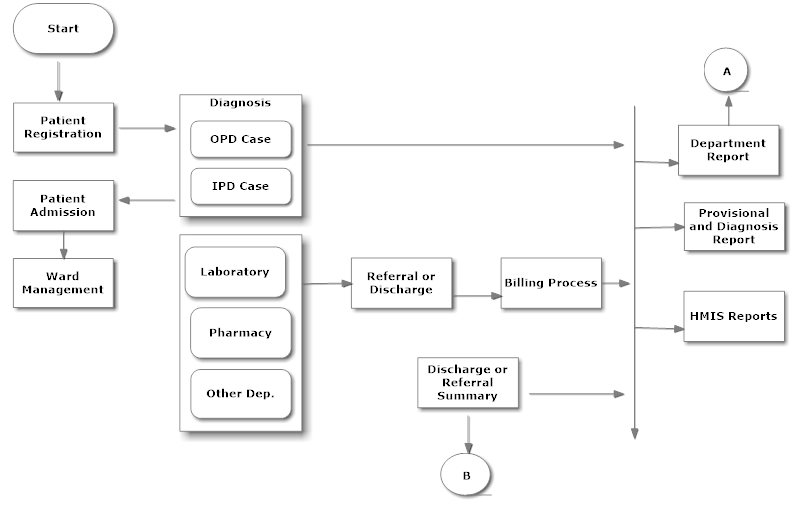 Start
A
Patient
Registration
Diagnosis
OPD Case
IPD Case
Department
Report
Patient
Admission
Provisional
and Diagnosis
Report
Ward
Management
Laboratory
Pharmacy
Other Dep.
Referral or
Discharge
Billing Process
HMIS Reports
Discharge or
Referral
Summary
B